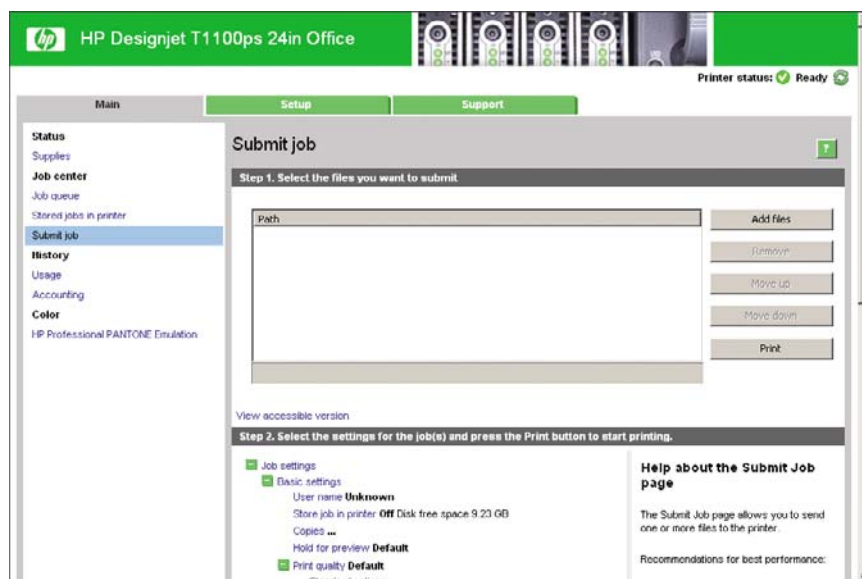 hp HP Designjet T1100ps 24in Office
Printer status: Ready
Main Setup Support
Status
Supplies
Job center
Job queue
Stored jobs in printer
Submit job
History
Usage
Accounting
Color
HP Professional PANTONE Emulation
Submit job
?
Step 1. Select the files you want to submit
Path
Add files
Remove
Move up
Move down
Print
View accessible version
Step 2. Select the settings for the job(s) and press the Print button to start printing.
Job settings
Basic settings
User name Unknown
Store job in printer Off Disk free space 9.23 GB
Copies ...
Hold for preview Default
Print quality Default
Help about the Submit Job
page
The Submit Job page allows you to send
one or more files to the printer.
Recommendations for best performance: